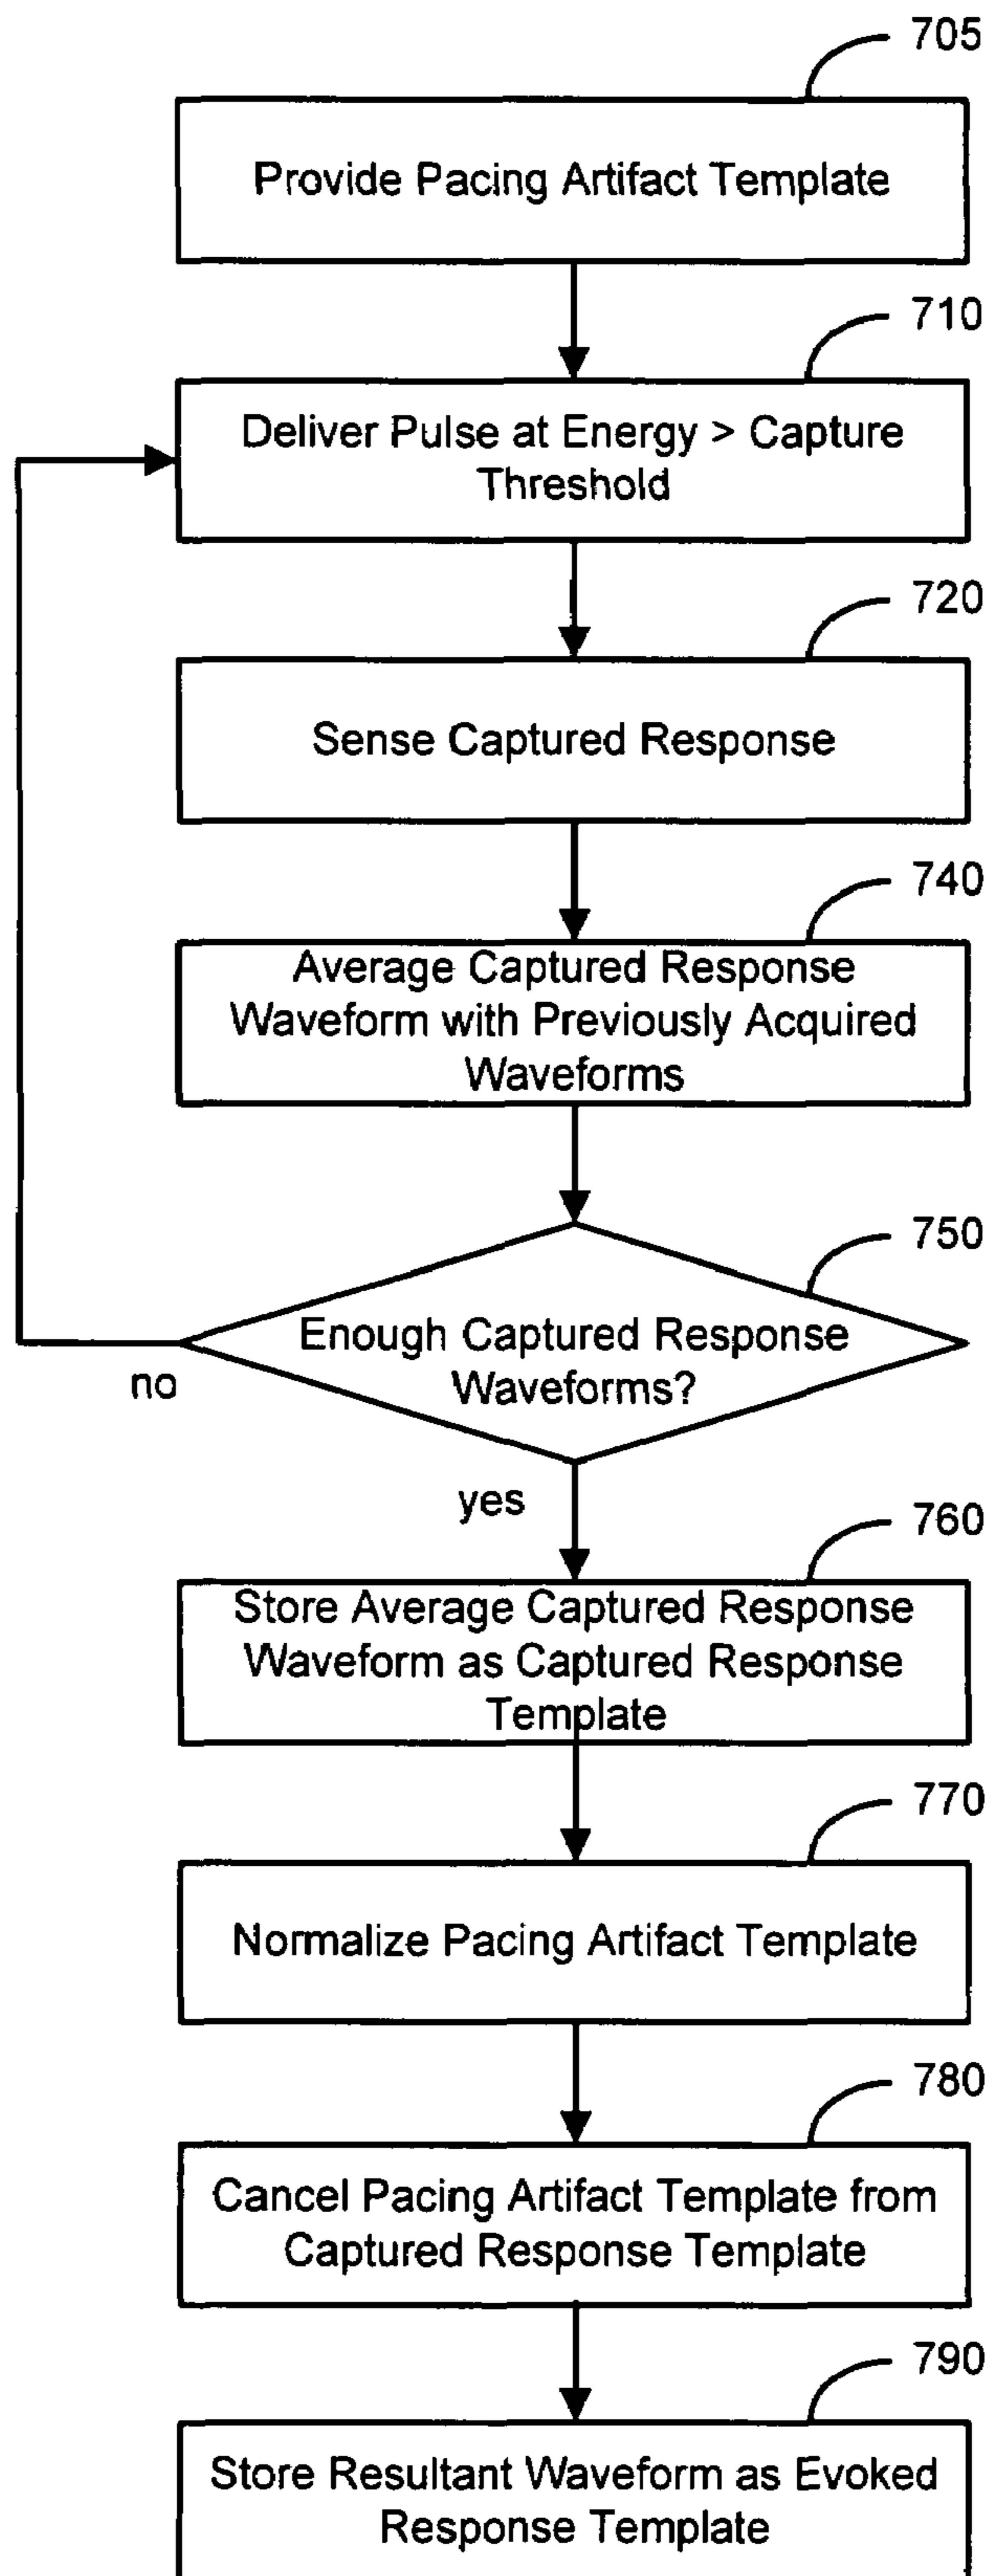 705
Provide Pacing Artifact Template
710
Deliver Pulse at Energy > Capture
Threshold
720
Sense Captured Response
740
Average Captured Response
Waveform with Previously Acquired
Waveforms
750
Enough Captured Response
Waveforms?
no
yes
760
Store Average Captured Response
Waveform as Captured Response
Template
770
Normalize Pacing Artifact Template
780
Cancel Pacing Artifact Template from
Captured Response Template
790
Store Resultant Waveform as Evoked
Response Template